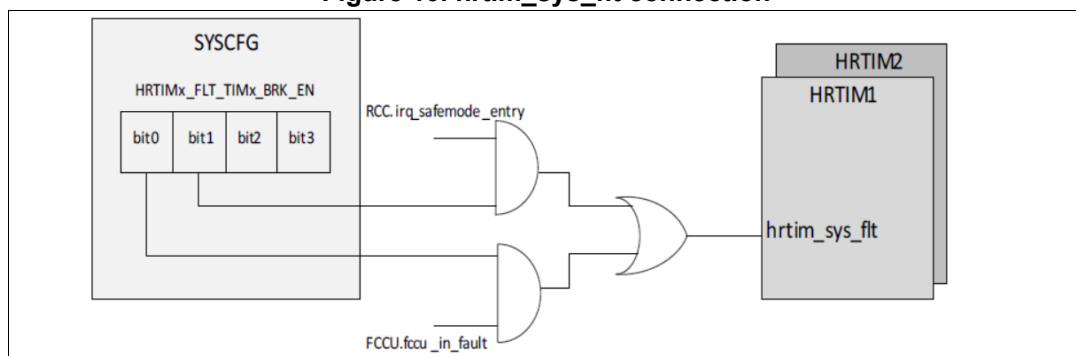 SYSCFG
HRTIMx_FLT_TIMx_BRK_EN
bit0 bit1 bit2 bit3
RCC.irq_safemode_entry
FCCU.fccu_in_fault
HRTIM2
HRTIM1
hrtim_sys_flt